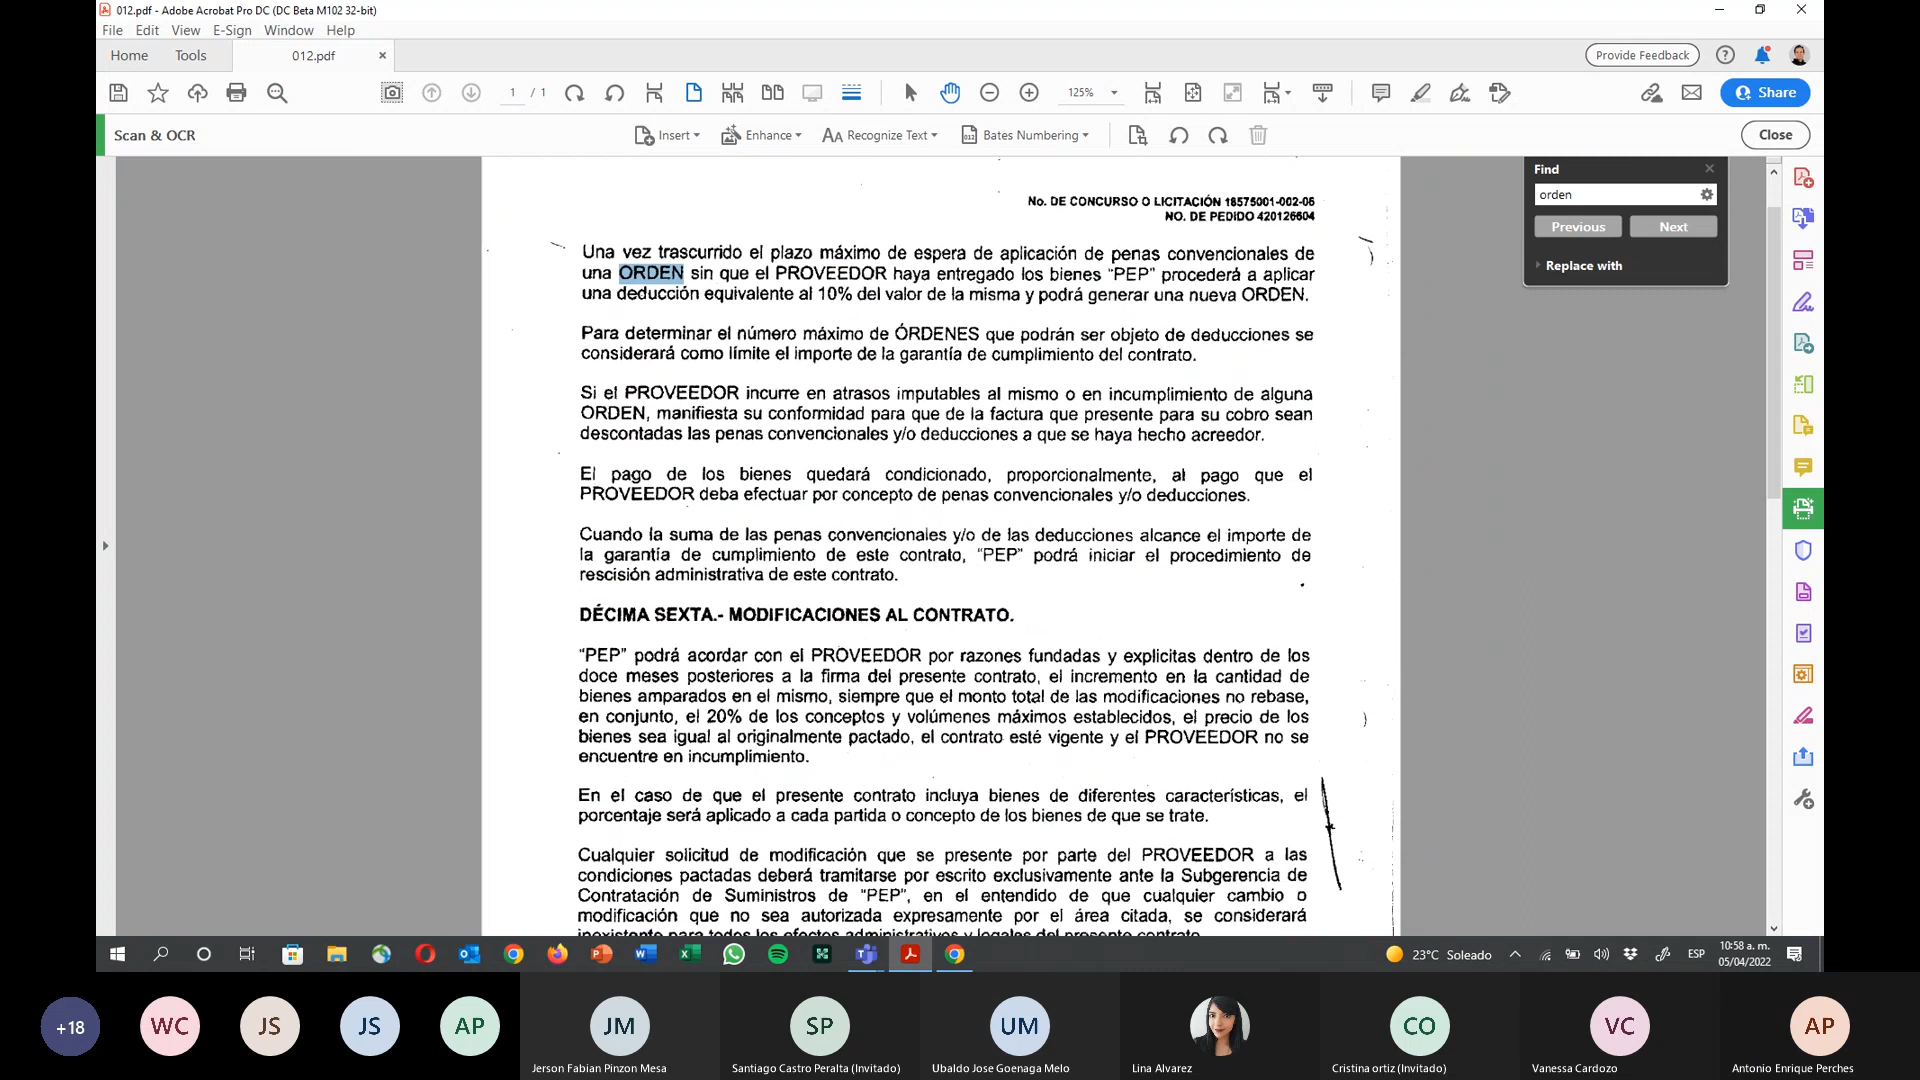 012.pdf - Adobe Acrobat Pro DC (DC Beta M102 32-bit)
File Edit View E-Sign Window Help
Home Tools 012.pdf Provide Feedback
1 / 1 125% Share
Scan & OCR Insert Enhance Recognize Text Bates Numbering Close
Find
orden
Previous Next
Replace with
No. DE CONCURSO O LICITACIÓN 18575001-002-06
NO. DE PEDIDO 420126604
Una vez trascurrido el plazo máximo de espera de aplicación de penas convencionales de
una ORDEN sin que el PROVEEDOR haya entregado los bienes “PEP” procederá a aplicar
una deducción equivalente al 10% del valor de la misma y podrá generar una nueva ORDEN.
Para determinar el número máximo de ÓRDENES que podrán ser objeto de deducciones se
considerará como límite el importe de la garantía de cumplimiento del contrato.
Si el PROVEEDOR incurre en atrasos imputables al mismo o en incumplimiento de alguna
ORDEN, manifiesta su conformidad para que de la factura que presente para su cobro sean
descontadas las penas convencionales y/o deducciones a que se haya hecho acreedor.
El pago de los bienes quedará condicionado, proporcionalmente, al pago que el
PROVEEDOR deba efectuar por concepto de penas convencionales y/o deducciones.
Cuando la suma de las penas convencionales y/o de las deducciones alcance el importe de
la garantía de cumplimiento de este contrato, “PEP” podrá iniciar el procedimiento de
rescisión administrativa de este contrato.
DÉCIMA SEXTA.- MODIFICACIONES AL CONTRATO.
“PEP” podrá acordar con el PROVEEDOR por razones fundadas y explicitas dentro de los
doce meses posteriores a la firma del presente contrato, el incremento en la cantidad de
bienes amparados en el mismo, siempre que el monto total de las modificaciones no rebase,
en conjunto, el 20% de los conceptos y volúmenes máximos establecidos, el precio de los
bienes sea igual al originalmente pactado, el contrato esté vigente y el PROVEEDOR no se
encuentre en incumplimiento.
En el caso de que el presente contrato incluya bienes de diferentes características, el
porcentaje será aplicado a cada partida o concepto de los bienes de que se trate.
Cualquier solicitud de modificación que se presente por parte del PROVEEDOR a las
condiciones pactadas deberá tramitarse por escrito exclusivamente ante la Subgerencia de
Contratación de Suministros de “PEP”, en el entendido de que cualquier cambio o
modificación que no sea autorizada expresamente por el área citada, se considerará
inexistente para todos los efectos administrativos y legales del presente contrato.
23°C Soleado ESP 10:58 a. m.
05/04/2022
+18 WC JS JS AP JM SP UM CO VC AP
Jerson Fabian Pinzon Mesa Santiago Castro Peralta (Invitado) Ubaldo Jose Goenaga Melo Lina Alvarez Cristina ortiz (Invitado) Vanessa Cardozo Antonio Enrique Perches